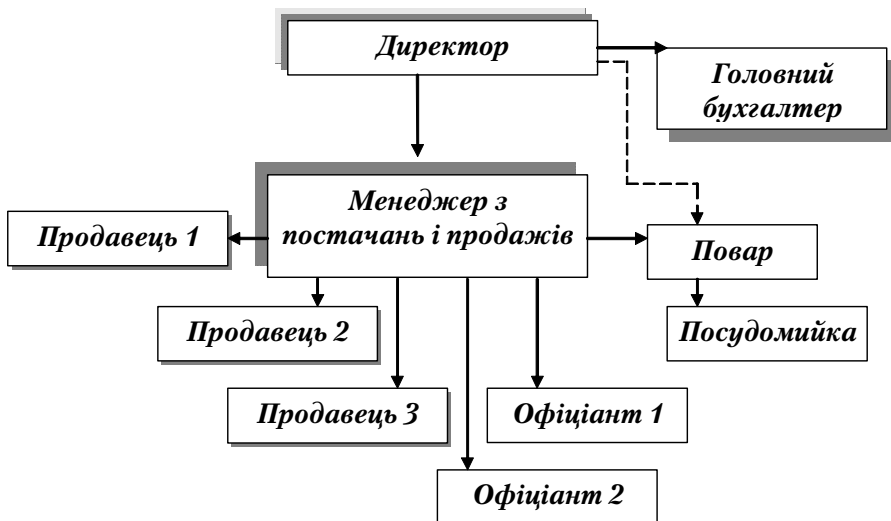 Директор
Головний
бухгалтер
Менеджер з
постачань і продажів
Продавець 1
Повар
Продавець 2
Посудомийка
Продавець 3
Офіціант 1
Офіціант 2